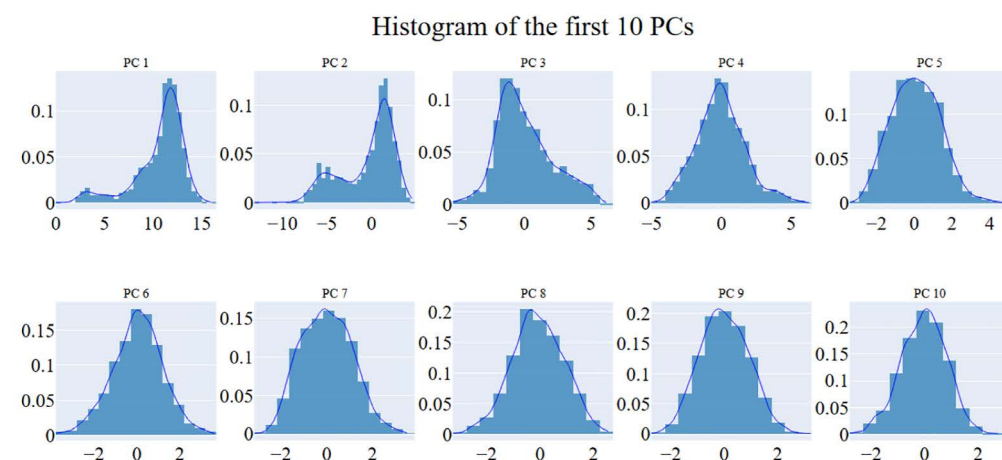 Histogram of the first 10 PCs
PC 1 PC 2 PC 3 PC 4 PC 5
0.1 0.1 0.1 0.1 0.1
0.05 0.05 0.05 0.05 0.05
0 0 0 0 0
0 5 10 15 −10 −5 0 −5 0 5 −5 0 5 −2 0 2 4
PC 6 PC 7 PC 8 PC 9 PC 10
0.15 0.15 0.2 0.2 0.2
0.1 0.1 0.15 0.15 0.15
0.05 0.05 0.1 0.1 0.1
0 0 0.05 0.05 0.05
0 0 0
−2 0 2 −2 0 2 −2 0 2 −2 0 2 −2 0 2